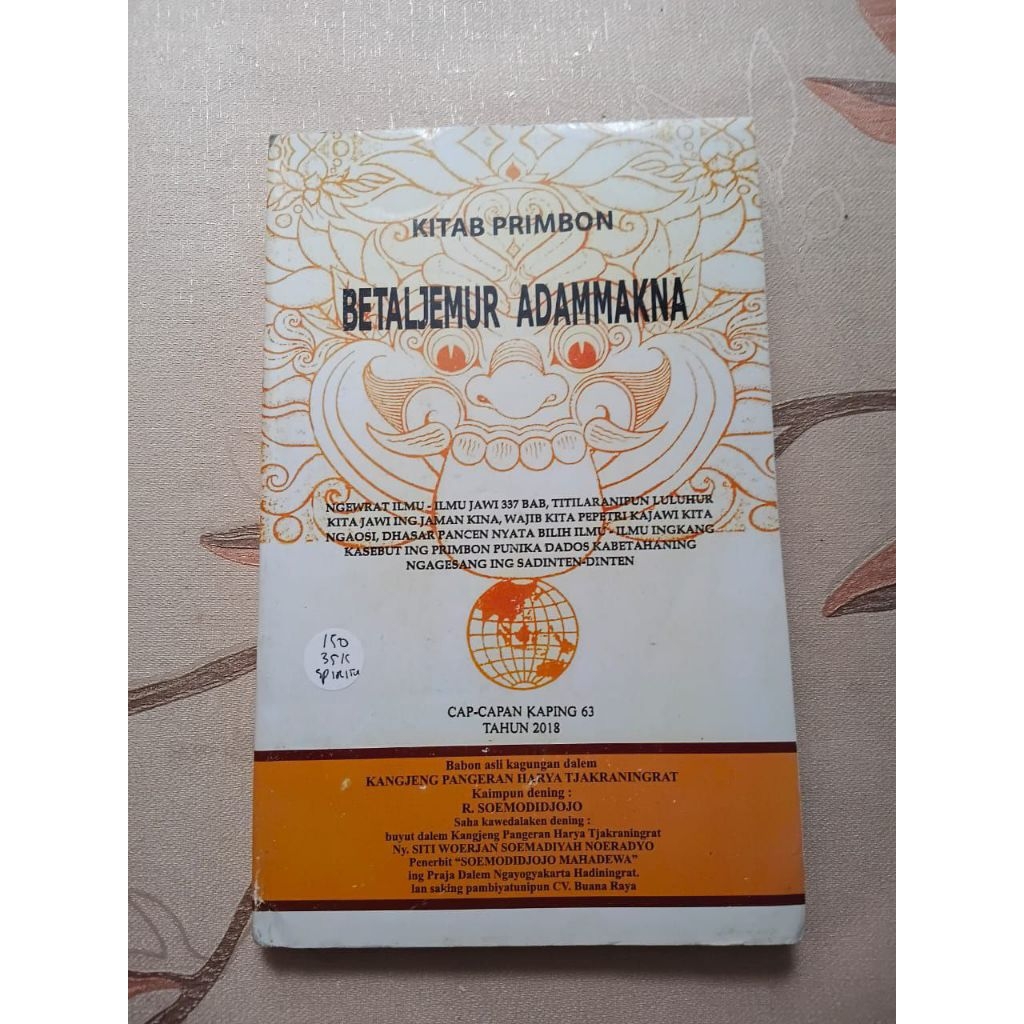 KITAB PRIMBON
BETALJEMUR ADAMMAKNA
NGEWRAT ILMU - ILMU JAWI 337 BAB, TITILARANIPUN LULUHUR
KITA JAWI ING JAMAN KINA, WAJIB KITA PEPETRI KAJAWI KITA
NGAOSI, DHASAR PANCEN NYATA BILIH ILMU - ILMU INGKANG
KASEBUT ING PRIMBON PUNIKA DADOS KABETAHANING
NGAGESANG ING SADINTEN-DINTEN
150
35K
SPIRITU
CAP-CAPAN KAPING 63
TAHUN 2018
Babon asli kagungan dalem
KANGJENG PANGERAN HARYA TJAKRANINGRAT
Kaimpun dening :
R. SOEMODIDJOJO
Saha kawedalaken dening :
buyut dalem Kangjeng Pangeran Harya Tjakraningrat
Ny. SITI WOERJAN SOEMADIYAH NOERADYO
Penerbit “SOEMODIDJOJO MAHADEWA”
ing Praja Dalem Ngayogyakarta Hadiningrat.
lan saking pambiyatunipun CV. Buana Raya